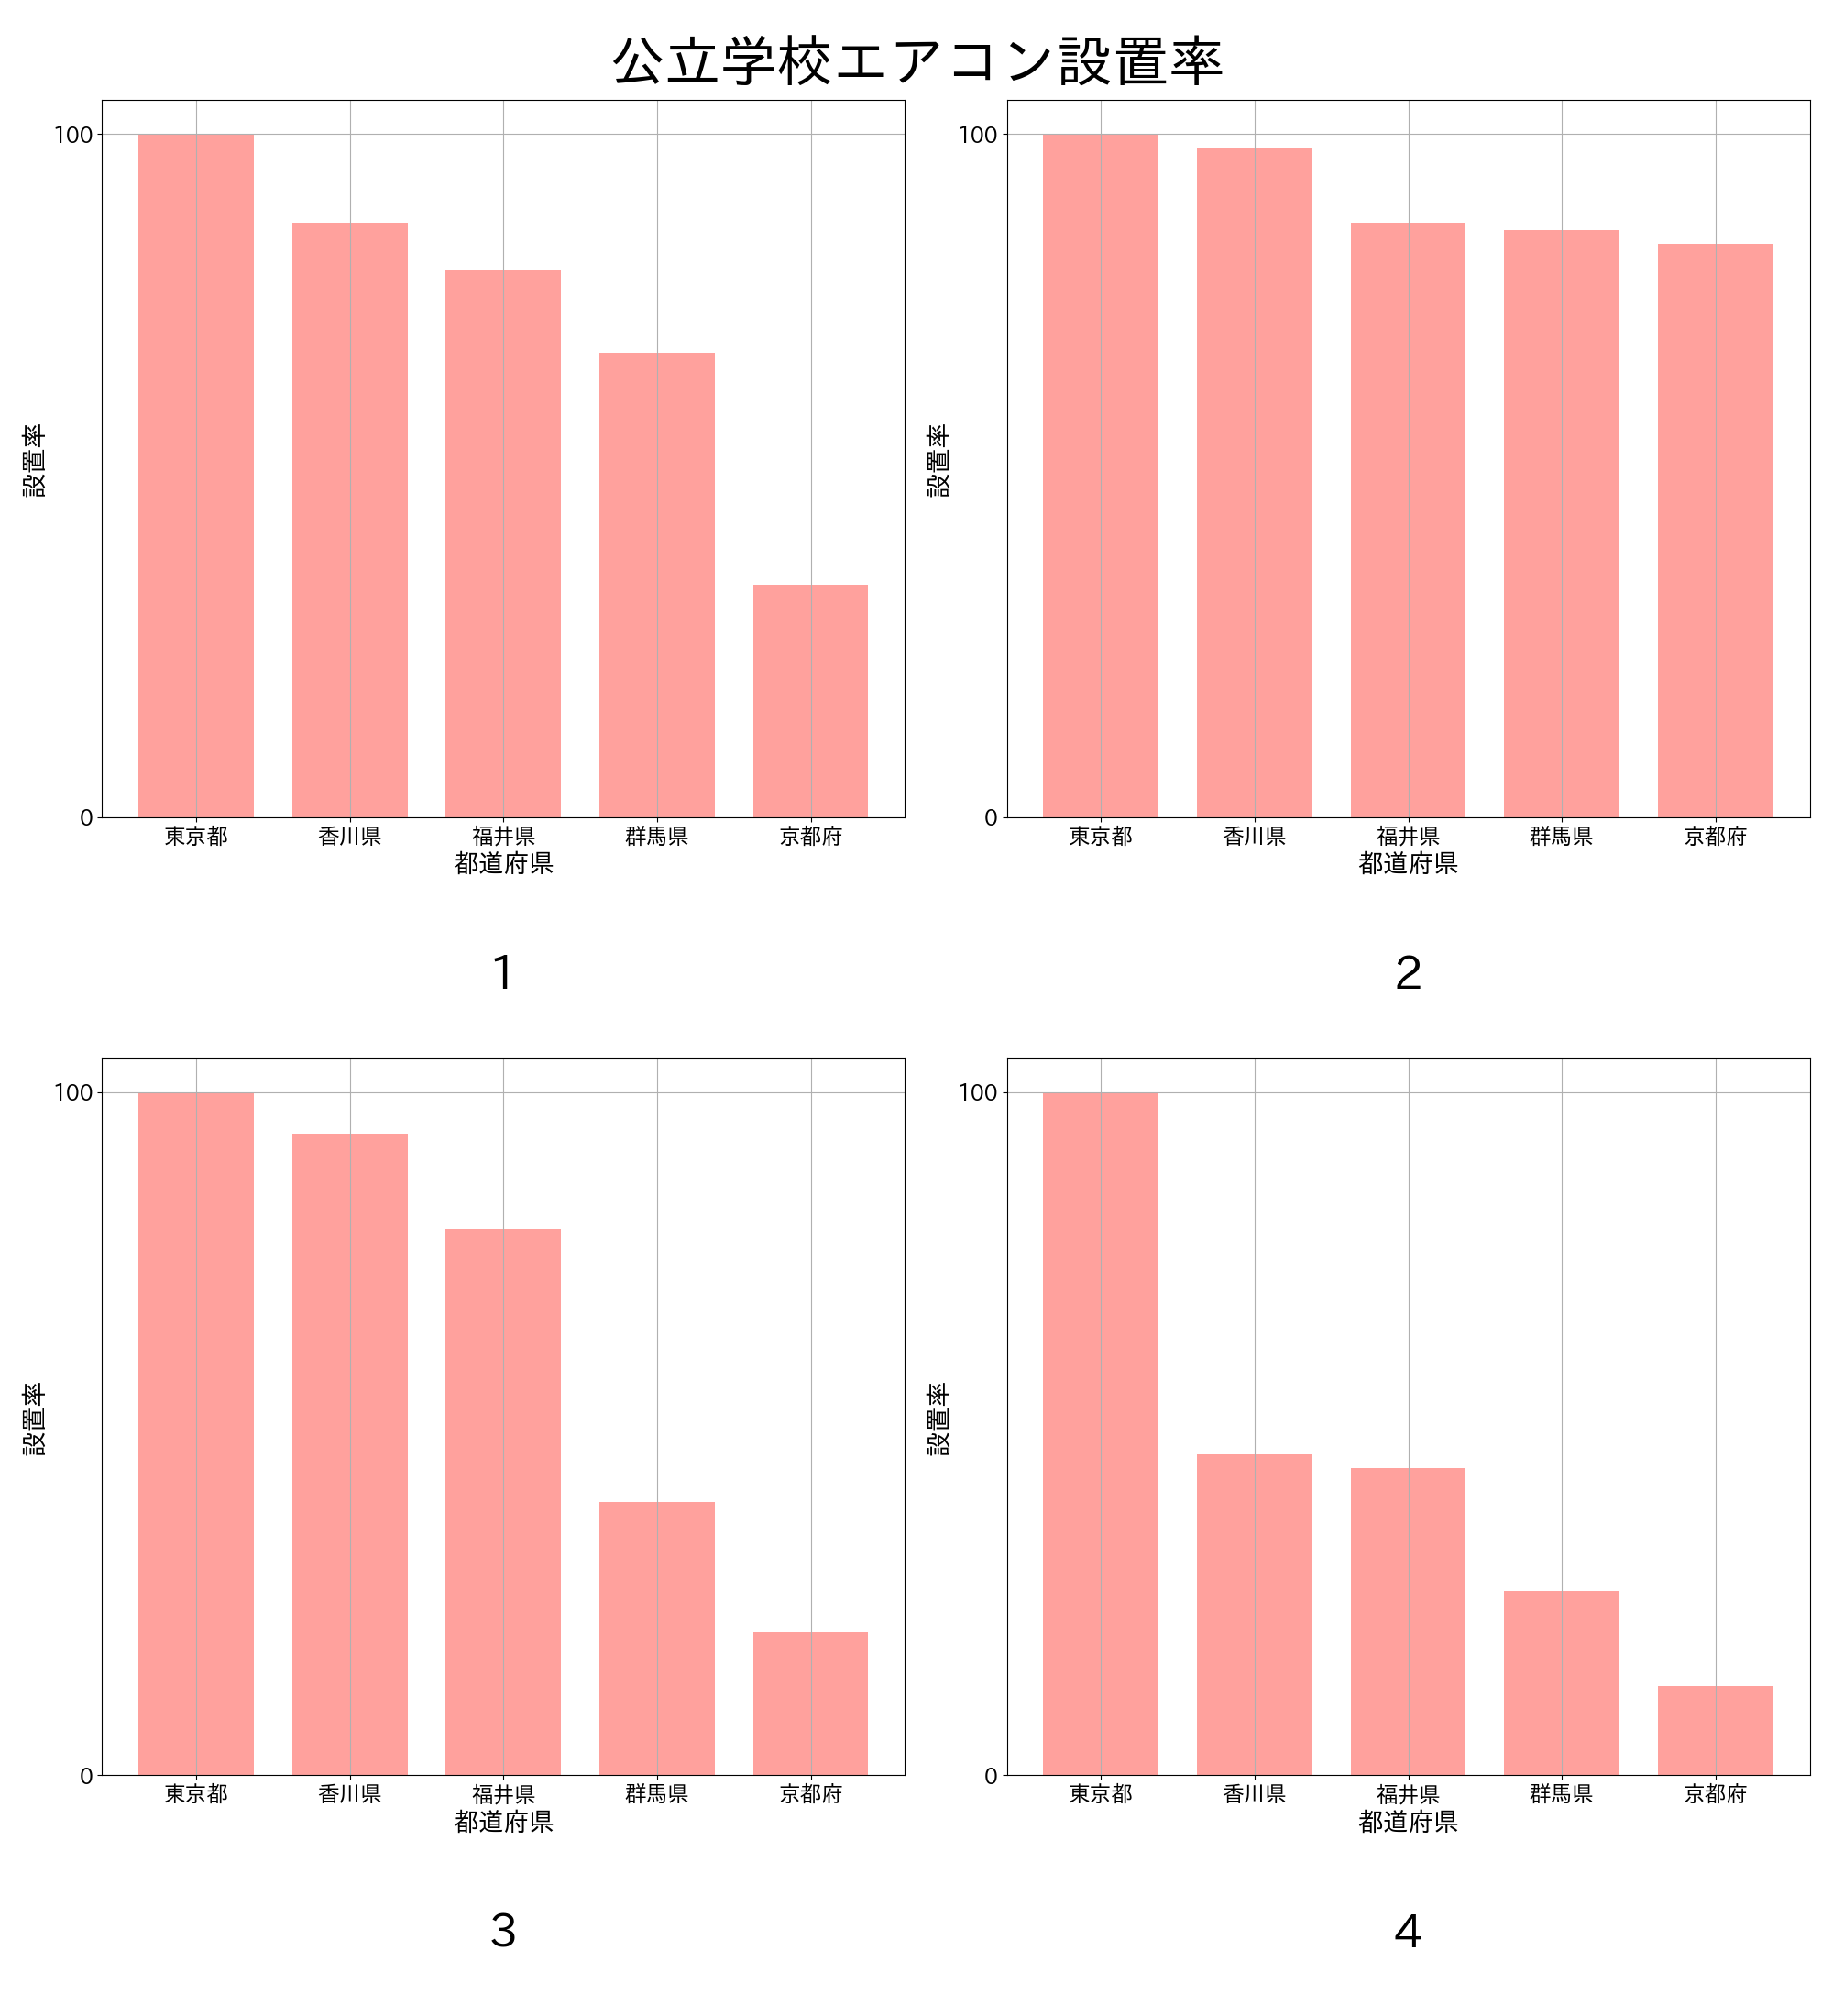 公立学校エアコン設置率
100
0
設置率
東京都 香川県 福井県 群馬県 京都府
都道府県
1
100
0
設置率
東京都 香川県 福井県 群馬県 京都府
都道府県
2
100
0
設置率
東京都 香川県 福井県 群馬県 京都府
都道府県
3
100
0
設置率
東京都 香川県 福井県 群馬県 京都府
都道府県
4